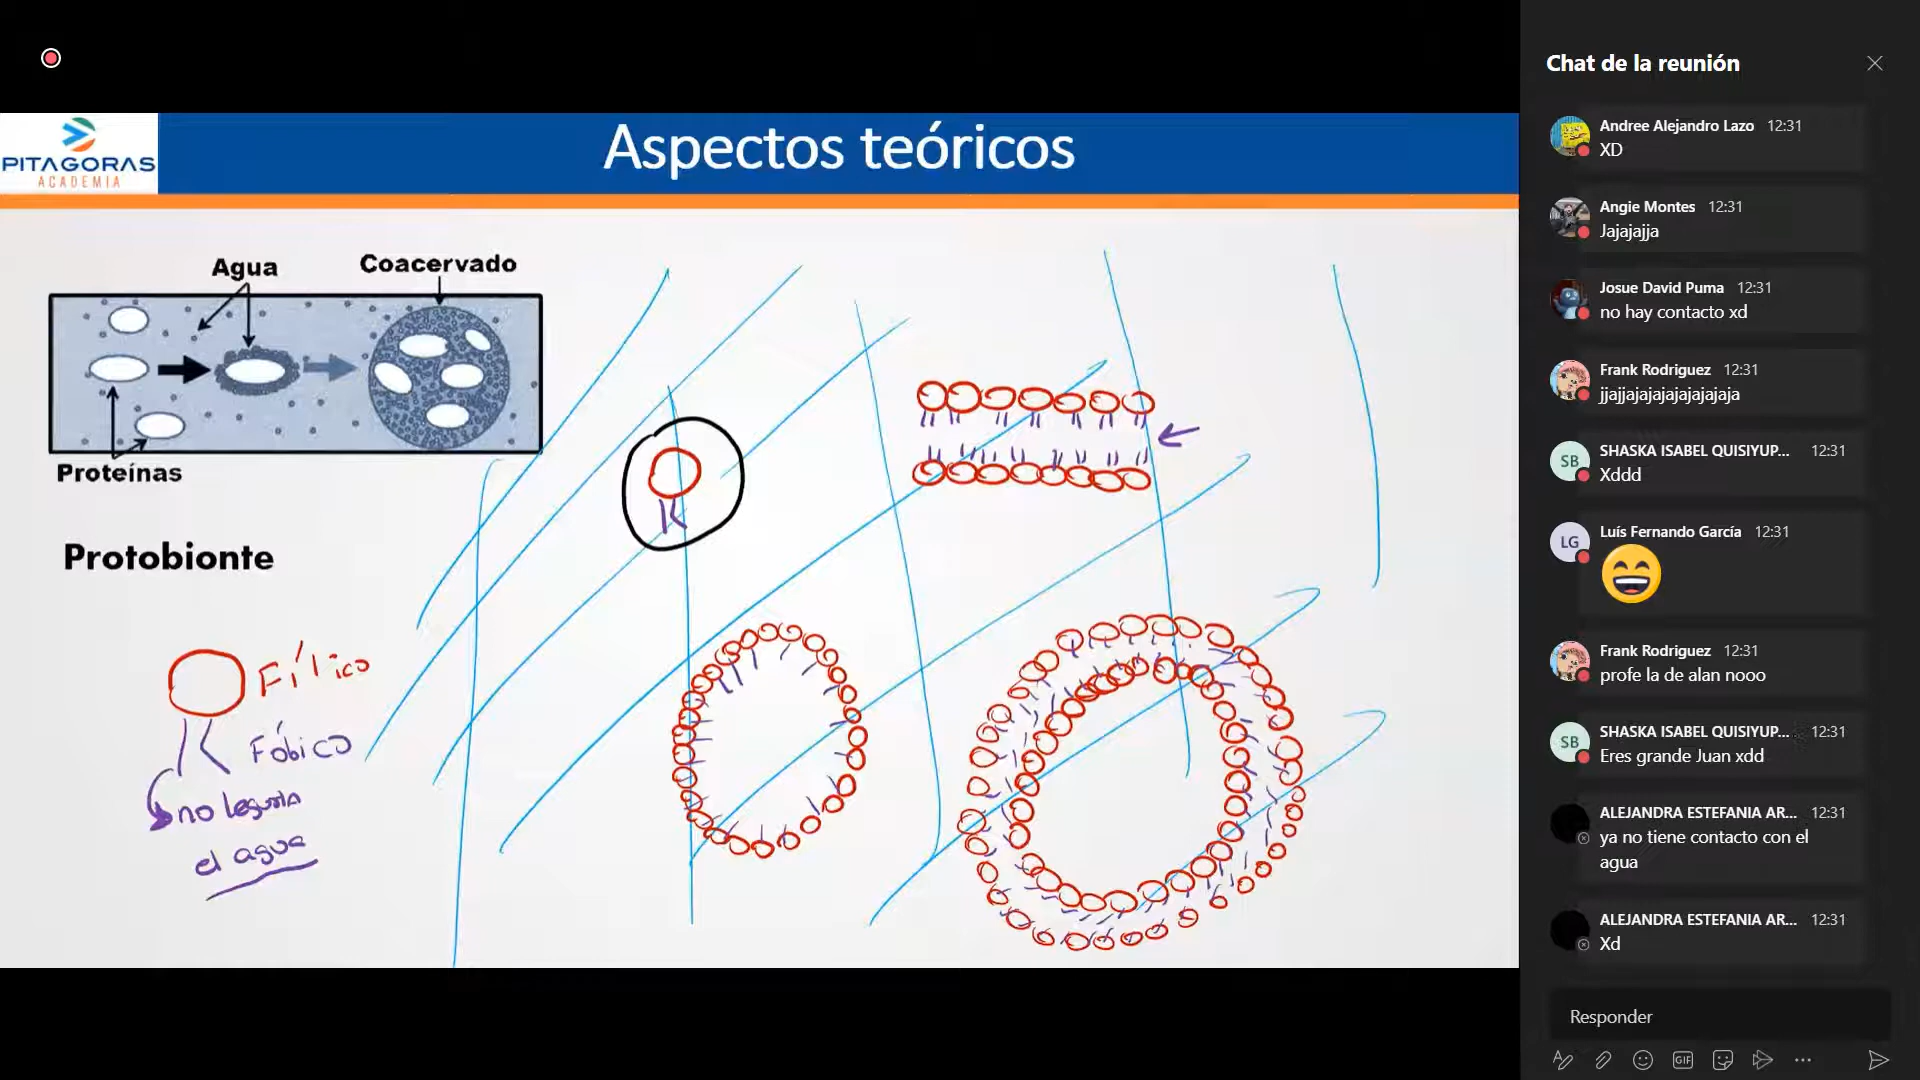 PITAGORAS
ACADEMIA
Aspectos teóricos
Agua
Coacervado
Proteínas
Protobionte
Fílico
Fóbico
no le gusta
el agua
Chat de la reunión
Andree Alejandro Lazo 12:31
XD
Angie Montes 12:31
Jajajajja
Josue David Puma 12:31
no hay contacto xd
Frank Rodriguez 12:31
jjajjajajajajajajajaja
SB
SHASKA ISABEL QUISIYUP... 12:31
Xddd
LG
Luís Fernando García 12:31
Frank Rodriguez 12:31
profe la de alan nooo
SB
SHASKA ISABEL QUISIYUP... 12:31
Eres grande Juan xdd
ALEJANDRA ESTEFANIA AR... 12:31
ya no tiene contacto con el
agua
ALEJANDRA ESTEFANIA AR... 12:31
Xd
Responder
GIF